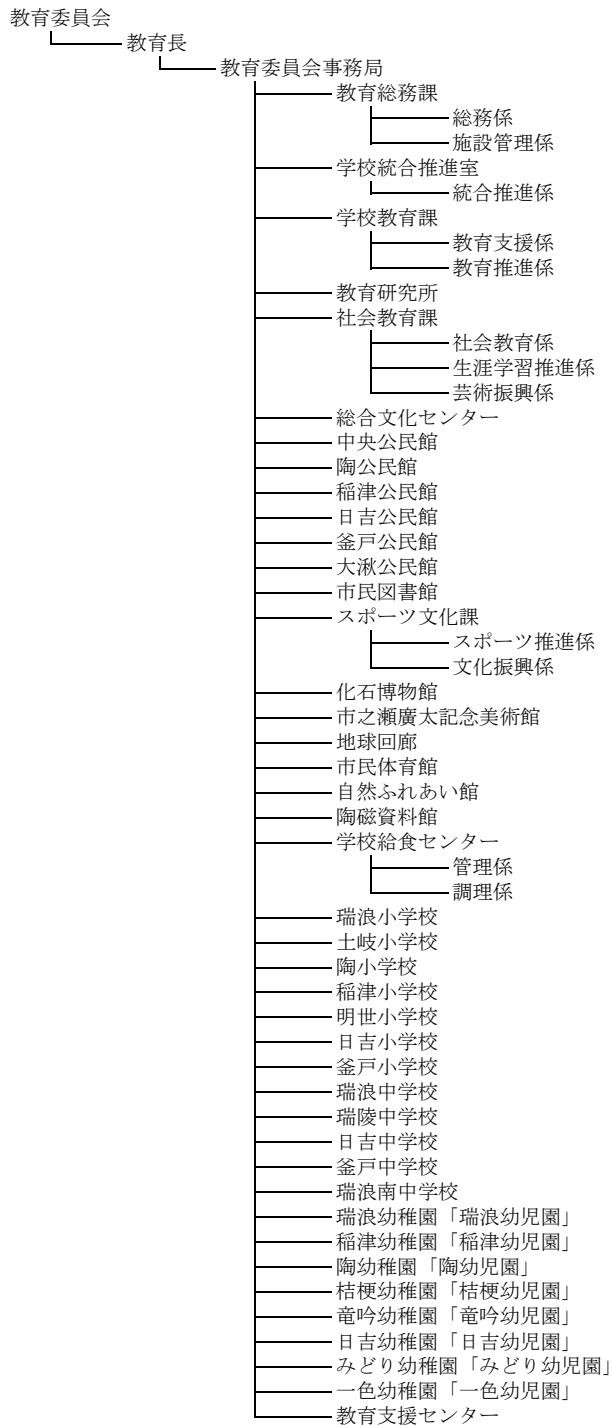 教育委員会
教育長
教育委員会事務局
教育総務課
総務係
施設管理係
学校統合推進室
統合推進係
学校教育課
教育支援係
教育推進係
教育研究所
社会教育課
社会教育係
生涯学習推進係
芸術振興係
総合文化センター
中央公民館
陶公民館
稲津公民館
日吉公民館
釜戸公民館
大湫公民館
市民図書館
スポーツ文化課
スポーツ推進係
文化振興係
化石博物館
市之瀬廣太記念美術館
地球回廊
市民体育館
自然ふれあい館
陶磁資料館
学校給食センター
管理係
調理係
瑞浪小学校
土岐小学校
陶小学校
稲津小学校
明世小学校
日吉小学校
釜戸小学校
瑞浪中学校
瑞陵中学校
日吉中学校
釜戸中学校
瑞浪南中学校
瑞浪幼稚園「瑞浪幼児園」
稲津幼稚園「稲津幼児園」
陶幼稚園「陶幼児園」
桔梗幼稚園「桔梗幼児園」
竜吟幼稚園「竜吟幼児園」
日吉幼稚園「日吉幼児園」
みどり幼稚園「みどり幼児園」
一色幼稚園「一色幼児園」
教育支援センター